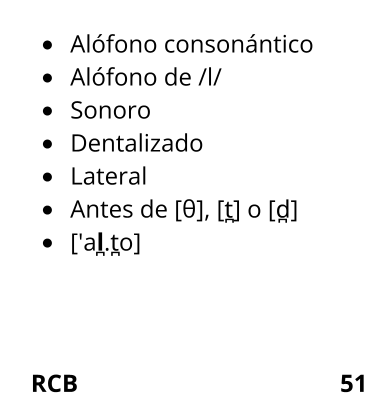 • Alófono consonántico
• Alófono de /l/
• Sonoro
• Dentalizado
• Lateral
• Antes de [θ], [t̪] o [d̪]
• ['al̪.t̪o]
RCB 51